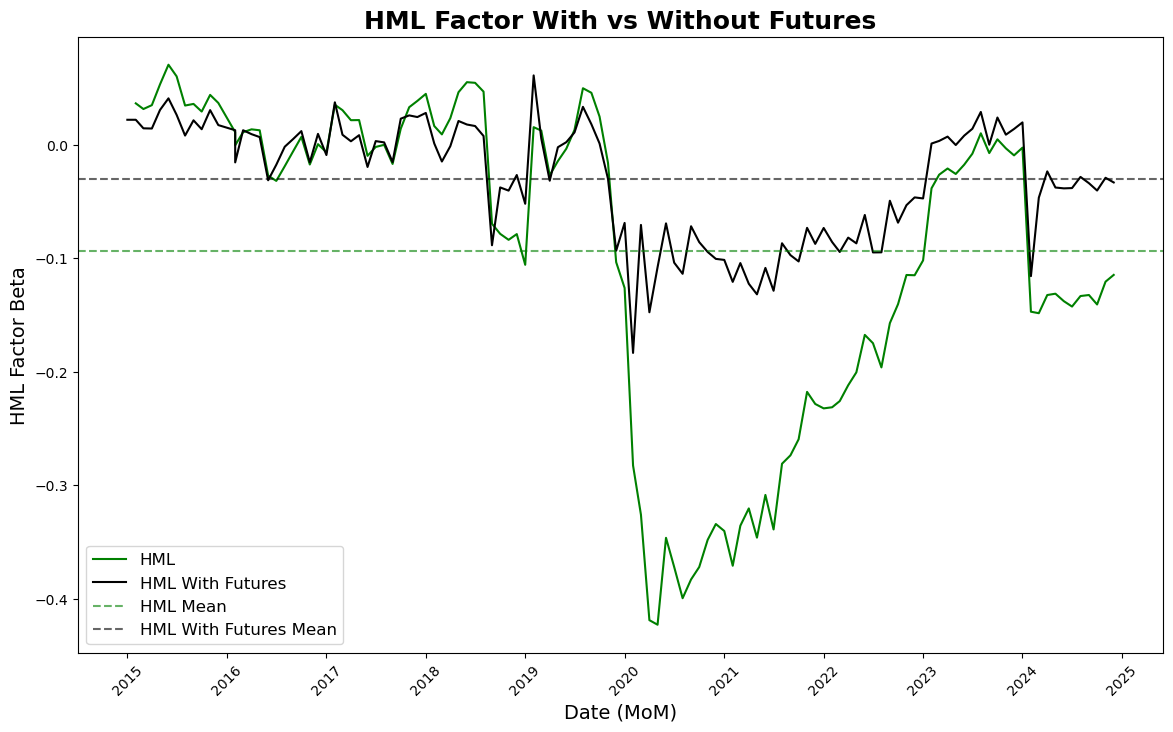 HML Factor With vs Without Futures
HML Factor Beta
0.0
−0.1
−0.2
−0.3
−0.4
HML
HML With Futures
HML Mean
HML With Futures Mean
2015
2016
2017
2018
2019
2020
2021
2022
2023
2024
2025
Date (MoM)